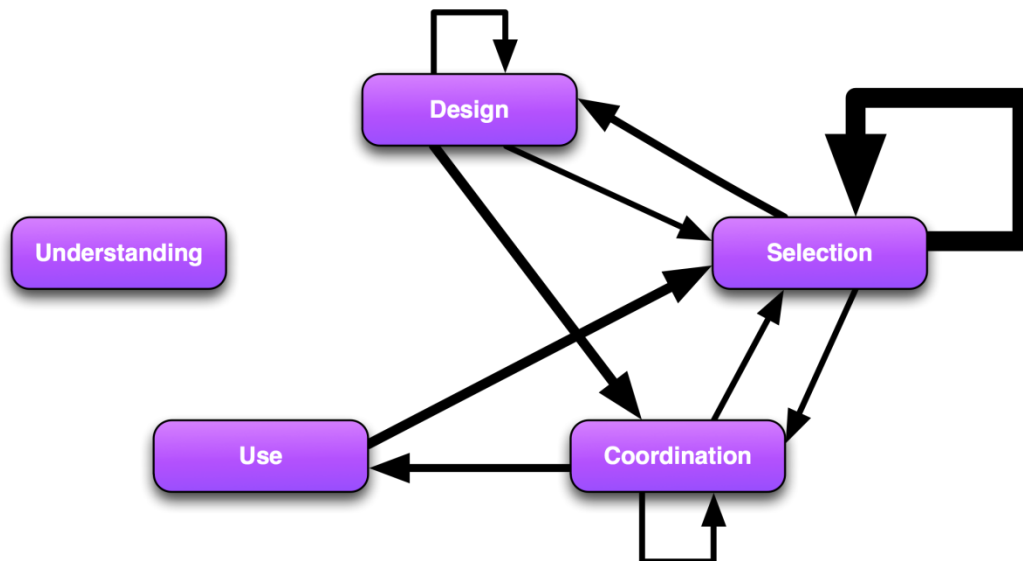 Design
Understanding
Selection
Use
Coordination